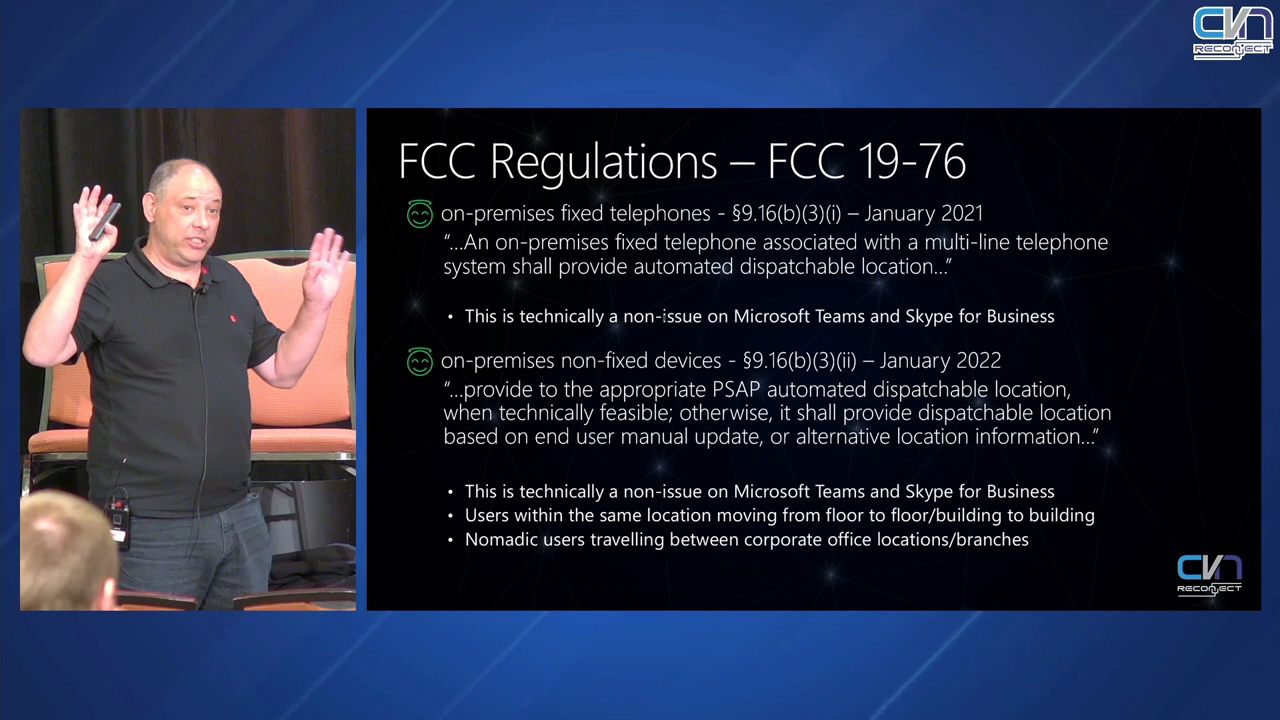 CVN
RECONJECT
FCC Regulations – FCC 19-76
on-premises fixed telephones - §9.16(b)(3)(i) – January 2021
“...An on-premises fixed telephone associated with a multi-line telephone
system shall provide automated dispatchable location...”
• This is technically a non-issue on Microsoft Teams and Skype for Business
on-premises non-fixed devices - §9.16(b)(3)(ii) – January 2022
“...provide to the appropriate PSAP automated dispatchable location,
when technically feasible; otherwise, it shall provide dispatchable location
based on end user manual update, or alternative location information...”
• This is technically a non-issue on Microsoft Teams and Skype for Business
• Users within the same location moving from floor to floor/building to building
• Nomadic users travelling between corporate office locations/branches
CVN
RECONJECT